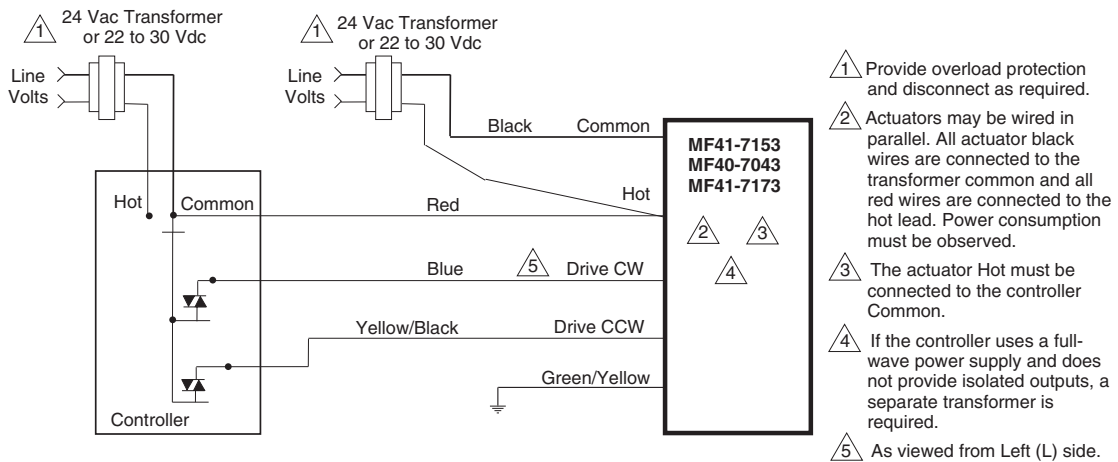 1 24 Vac Transformer
or 22 to 30 Vdc
Line
Volts
1 24 Vac Transformer
or 22 to 30 Vdc
Line
Volts
Black Common
MF41-7153
MF40-7043
MF41-7173
Hot Common
Red
Hot
2 3
4
Blue 5 Drive CW
Yellow/Black Drive CCW
Green/Yellow
Controller
1 Provide overload protection
and disconnect as required.
2 Actuators may be wired in
parallel. All actuator black
wires are connected to the
transformer common and all
red wires are connected to the
hot lead. Power consumption
must be observed.
3 The actuator Hot must be
connected to the controller
Common.
4 If the controller uses a full-
wave power supply and does
not provide isolated outputs, a
separate transformer is
required.
5 As viewed from Left (L) side.